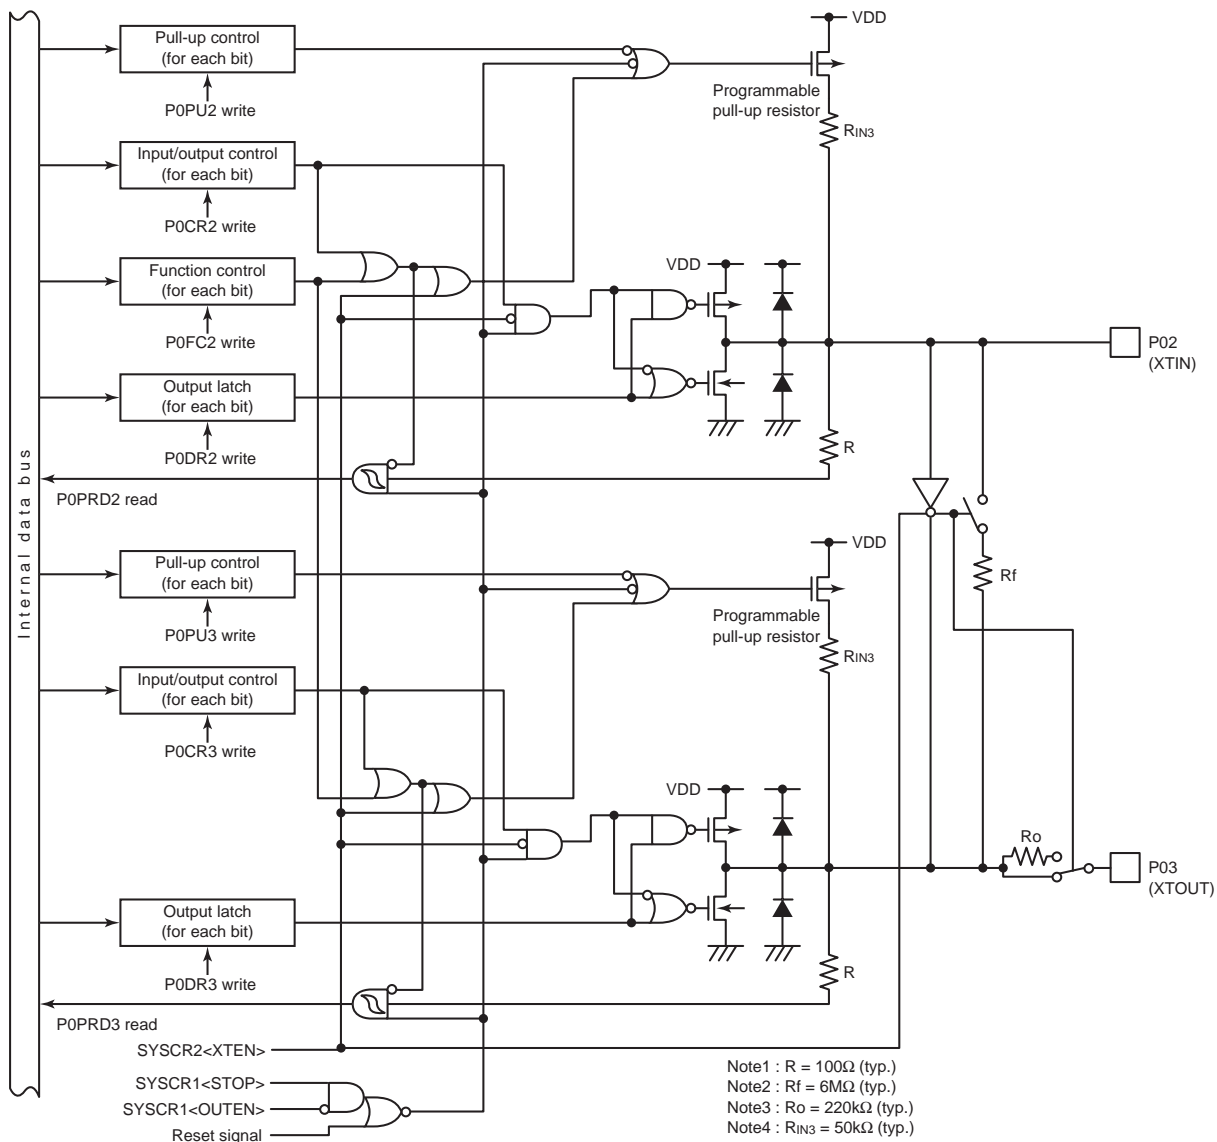 Internal data bus
Pull-up control
(for each bit)
P0PU2 write
Input/output control
(for each bit)
P0CR2 write
Function control
(for each bit)
P0FC2 write
Output latch
(for each bit)
P0DR2 write
P0PRD2 read
VDD
Programmable
pull-up resistor
RIN3
VDD
P02
(XTIN)
R
Rf
Pull-up control
(for each bit)
P0PU3 write
Input/output control
(for each bit)
P0CR3 write
Output latch
(for each bit)
P0DR3 write
P0PRD3 read
VDD
Programmable
pull-up resistor
RIN3
VDD
Ro
P03
(XTOUT)
R
SYSCR2<XTEN>
SYSCR1<STOP>
SYSCR1<OUTEN>
Reset signal
Note1 : R = 100Ω (typ.)
Note2 : Rf = 6MΩ (typ.)
Note3 : Ro = 220kΩ (typ.)
Note4 : RIN3 = 50kΩ (typ.)